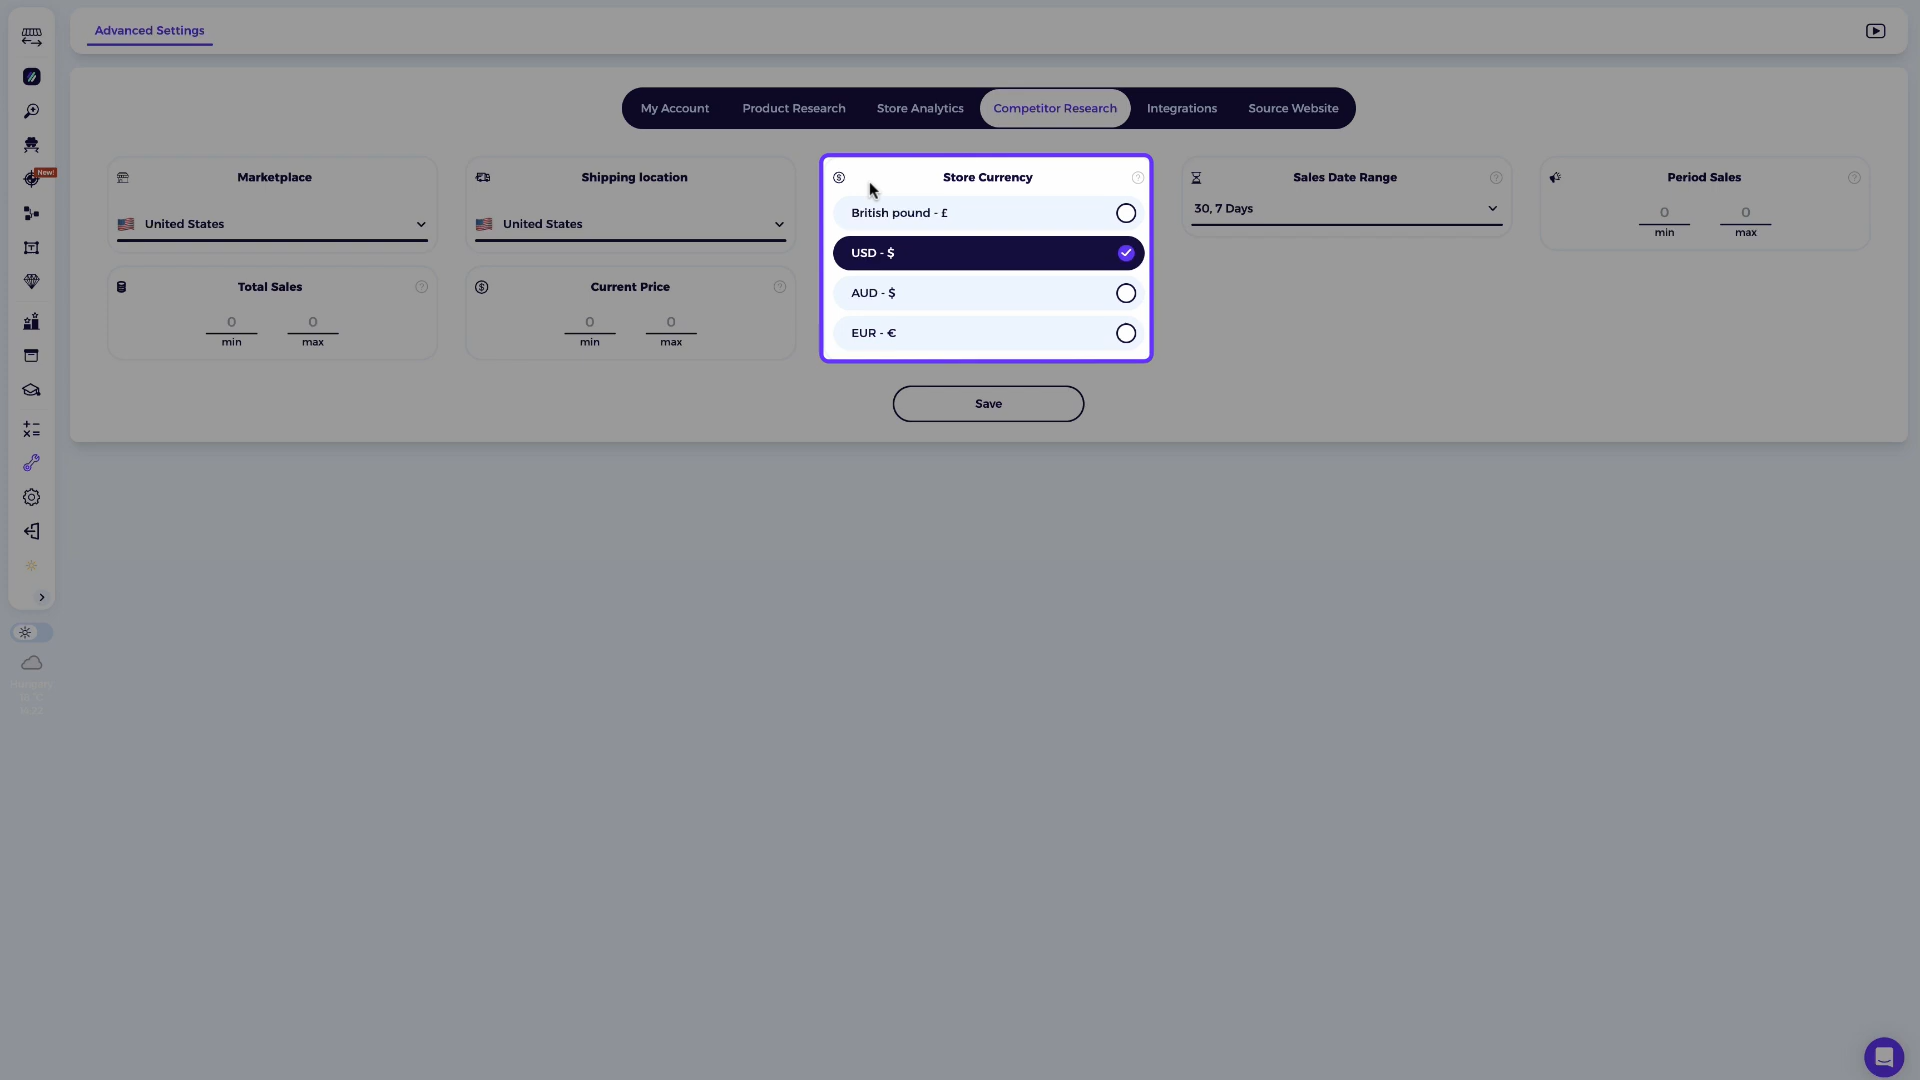 Advanced Settings
My Account
Product Research
Store Analytics
Competitor Research
Integrations
Source Website
New!
Marketplace
United States
Shipping location
United States
Store Currency
British pound - £
USD - $
AUD - $
EUR - €
Sales Date Range
30, 7 Days
Period Sales
0 0
min max
Total Sales
0 0
min max
Current Price
0 0
min max
Save
Hungary